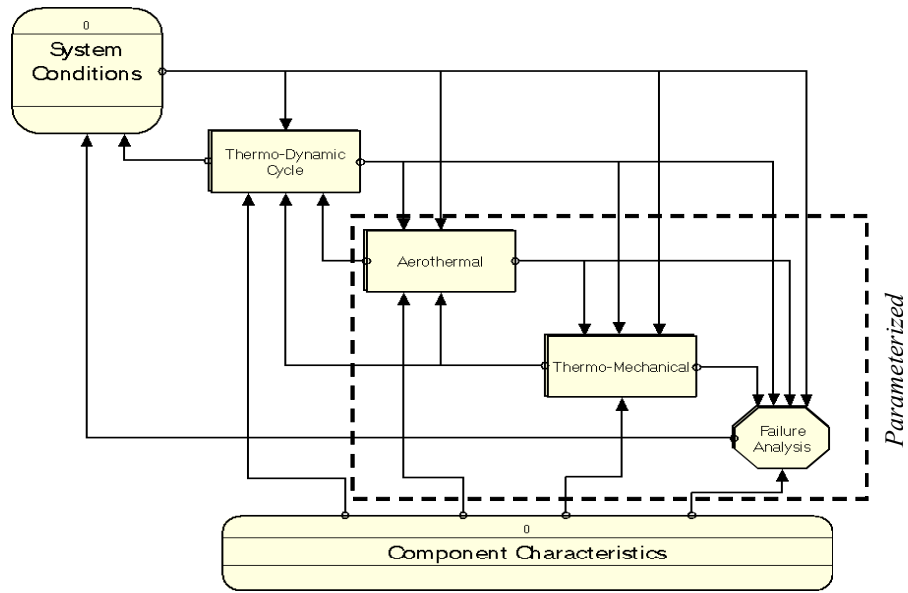 0
System
Conditions
Thermo-Dynamic
Cycle
Aerothermal
Thermo-Mechanical
Failure
Analysis
Parameterized
0
Component Characteristics